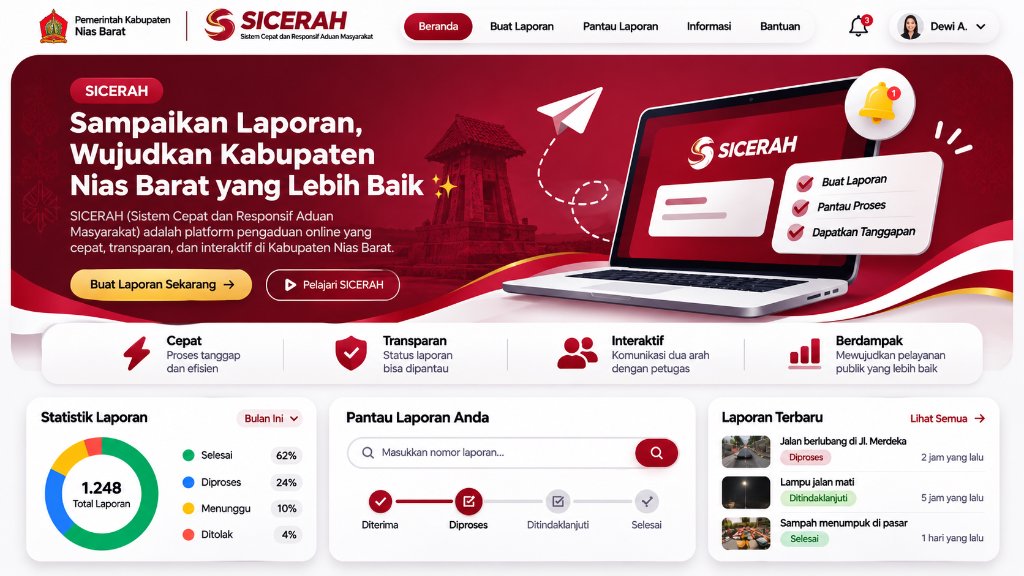 Pemerintah Kabupaten
Nias Barat
SICERAH
Sistem Cepat dan Responsif Aduan Masyarakat
Beranda
Buat Laporan
Pantau Laporan
Informasi
Bantuan
3
Dewi A.
SICERAH
Sampaikan Laporan,
Wujudkan Kabupaten
Nias Barat yang Lebih Baik
SICERAH (Sistem Cepat dan Responsif Aduan
Masyarakat) adalah platform pengaduan online yang
cepat, transparan, dan interaktif di Kabupaten Nias Barat.
Buat Laporan Sekarang →
Pelajari SICERAH
SICERAH
1
Buat Laporan
Pantau Proses
Dapatkan Tanggapan
Cepat
Proses tanggap
dan efisien
Transparan
Status laporan
bisa dipantau
Interaktif
Komunikasi dua arah
dengan petugas
Berdampak
Mewujudkan pelayanan
publik yang lebih baik
Statistik Laporan
Bulan Ini
1.248
Total Laporan
Selesai 62%
Diproses 24%
Menunggu 10%
Ditolak 4%
Pantau Laporan Anda
Masukkan nomor laporan...
Diterima
Diproses
Ditindaklanjuti
Selesai
Laporan Terbaru
Lihat Semua →
Jalan berlubang di Jl. Merdeka
Diproses
2 jam yang lalu
Lampu jalan mati
Ditindaklanjuti
5 jam yang lalu
Sampah menumpuk di pasar
Selesai
1 hari yang lalu